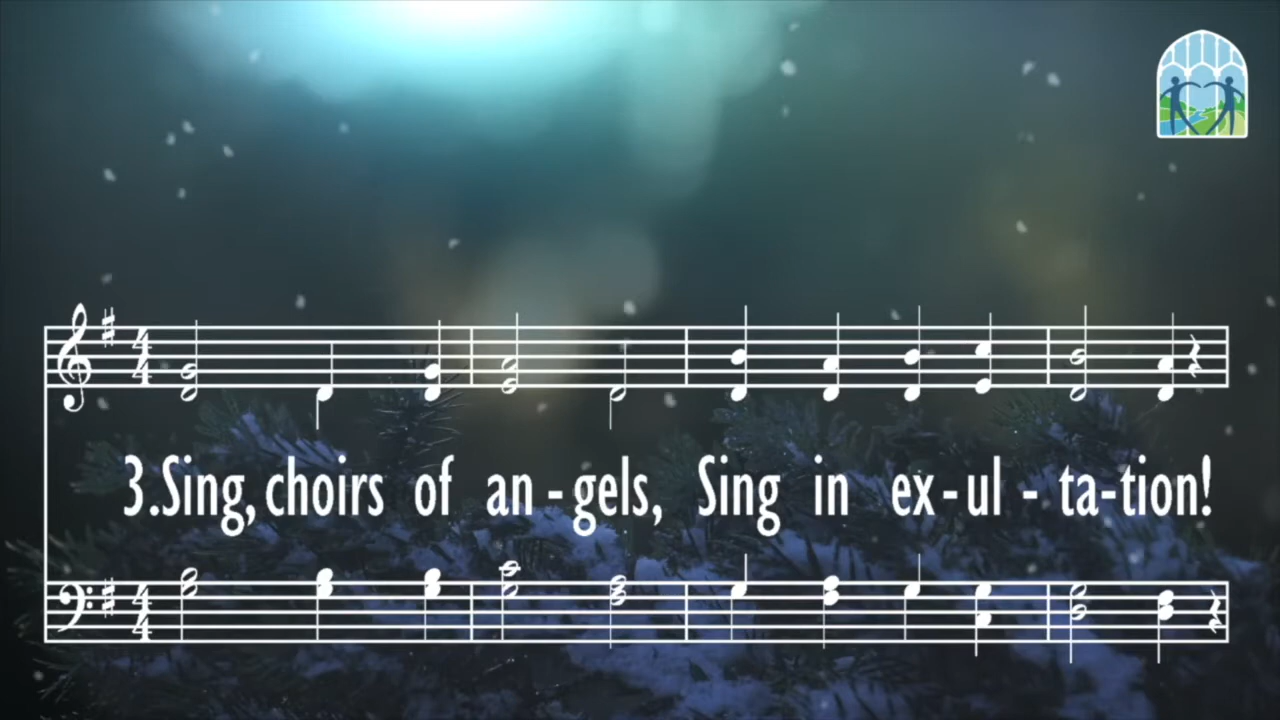 3.Sing, choirs of an - gels, Sing in ex - ul - ta - tion!